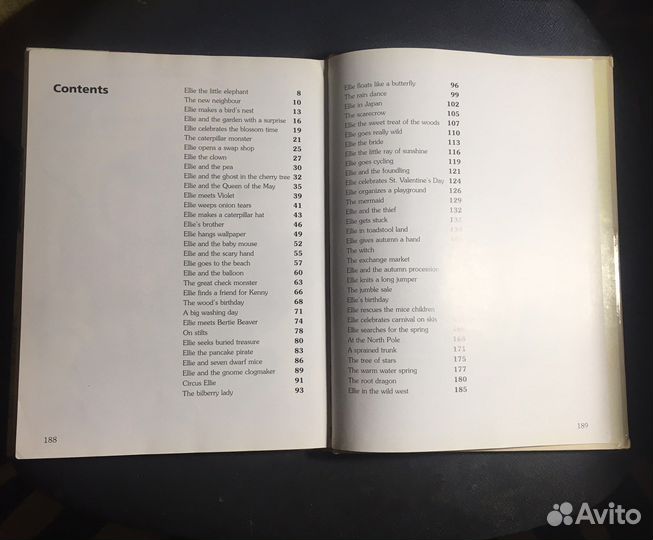 Contents
Ellie the little elephant 8
The new neighbour 10
Ellie makes a bird's nest 13
Ellie and the garden with a surprise 16
Ellie celebrates the blossom time 19
The caterpillar monster 21
Ellie opens a swap shop 25
Ellie the clown 27
Ellie and the pea 30
Ellie and the ghost in the cherry tree 32
Ellie and the Queen of the May 35
Ellie meets Violet 39
Ellie weeps onion tears 41
Ellie makes a caterpillar hat 43
Ellie's brother 46
Ellie hangs wallpaper 49
Ellie and the baby mouse 52
Ellie and the scary hand 55
Ellie goes to the beach 57
Ellie and the balloon 60
The great check monster 63
Ellie finds a friend for Kenny 66
The wood's birthday 68
A big washing day 71
Ellie meets Bertie Beaver 74
On stilts 78
Ellie seeks buried treasure 80
Ellie the pancake pirate 83
Ellie and seven dwarf mice 86
Ellie and the gnome clogmaker 89
Circus Ellie 91
The bilberry lady 93
188
Ellie floats like a butterfly 96
The rain dance 99
Ellie in Japan 102
The scarecrow 105
Ellie the sweet treat of the woods 107
Ellie goes really wild 110
Ellie the bride 113
Ellie the little ray of sunshine 116
Ellie goes cycling 119
Ellie and the foundling 121
Ellie celebrates St. Valentine's Day 124
Ellie organizes a playground 126
The mermaid 129
Ellie and the thief 132
Ellie gets stuck
Ellie in toadstool land
Ellie gives autumn a hand
The witch
The exchange market
Ellie and the autumn procession
Ellie knits a long jumper
The jumble sale
Ellie's birthday
Ellie rescues the mice children
Ellie celebrates carnival on skis
Ellie searches for the spring
At the North Pole 168
A sprained trunk 171
The tree of stars 175
The warm water spring 177
The root dragon 180
Ellie in the wild west 185
189
Avito